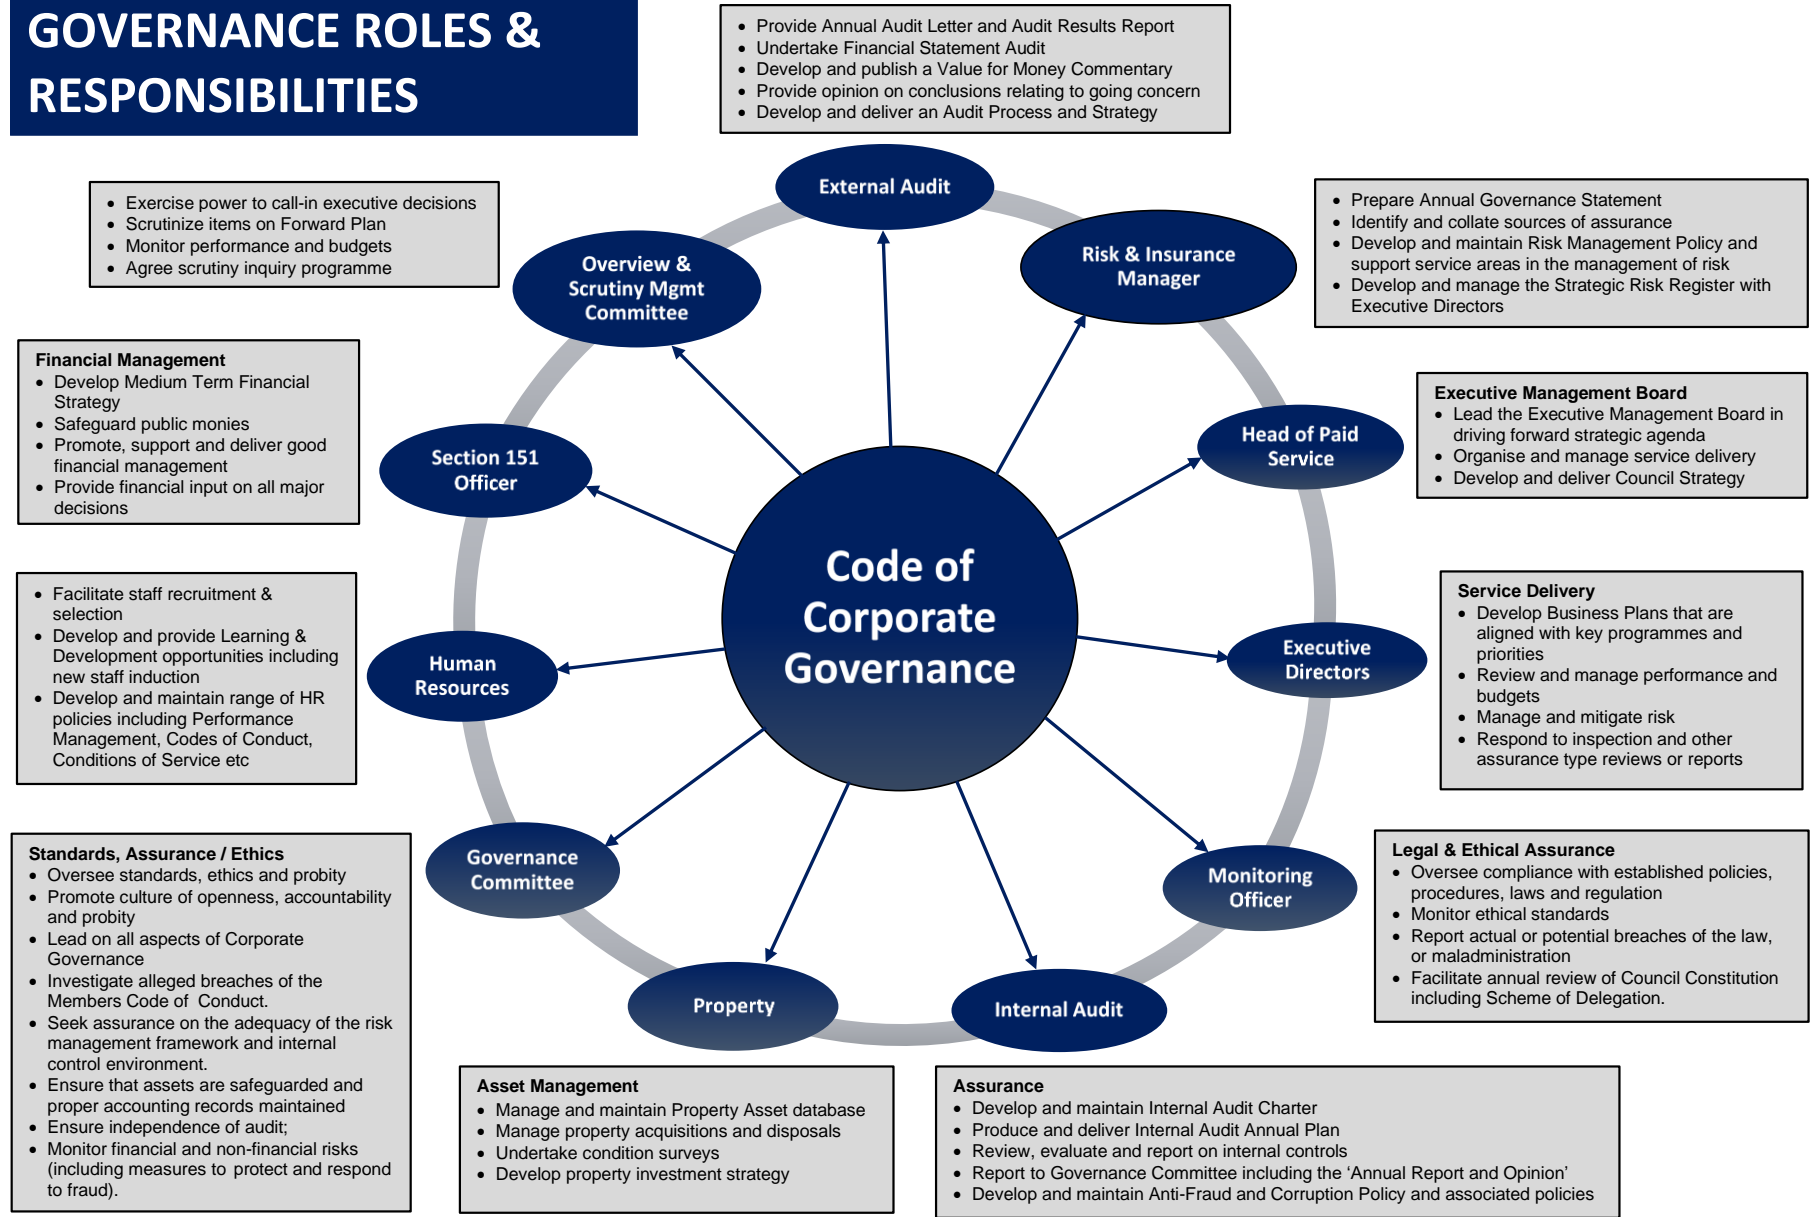 GOVERNANCE ROLES &
RESPONSIBILITIES
• Provide Annual Audit Letter and Audit Results Report
• Undertake Financial Statement Audit
• Develop and publish a Value for Money Commentary
• Provide opinion on conclusions relating to going concern
• Develop and deliver an Audit Process and Strategy
External Audit
• Exercise power to call-in executive decisions
• Scrutinize items on Forward Plan
• Monitor performance and budgets
• Agree scrutiny inquiry programme
Overview &
Scrutiny Mgmt
Committee
Risk & Insurance
Manager
• Prepare Annual Governance Statement
• Identify and collate sources of assurance
• Develop and maintain Risk Management Policy and
support service areas in the management of risk
• Develop and manage the Strategic Risk Register with
Executive Directors
Financial Management
• Develop Medium Term Financial
Strategy
• Safeguard public monies
• Promote, support and deliver good
financial management
• Provide financial input on all major
decisions
Section 151
Officer
Head of Paid
Service
Executive Management Board
• Lead the Executive Management Board in
driving forward strategic agenda
• Organise and manage service delivery
• Develop and deliver Council Strategy
Code of
Corporate
Governance
• Facilitate staff recruitment &
selection
• Develop and provide Learning &
Development opportunities including
new staff induction
• Develop and maintain range of HR
policies including Performance
Management, Codes of Conduct,
Conditions of Service etc
Human
Resources
Executive
Directors
Service Delivery
• Develop Business Plans that are
aligned with key programmes and
priorities
• Review and manage performance and
budgets
• Manage and mitigate risk
• Respond to inspection and other
assurance type reviews or reports
Standards, Assurance / Ethics
• Oversee standards, ethics and probity
• Promote culture of openness, accountability
and probity
• Lead on all aspects of Corporate
Governance
• Investigate alleged breaches of the
Members Code of Conduct.
• Seek assurance on the adequacy of the risk
management framework and internal
control environment.
• Ensure that assets are safeguarded and
proper accounting records maintained
• Ensure independence of audit;
• Monitor financial and non-financial risks
(including measures to protect and respond
to fraud).
Governance
Committee
Monitoring
Officer
Legal & Ethical Assurance
• Oversee compliance with established policies,
procedures, laws and regulation
• Monitor ethical standards
• Report actual or potential breaches of the law,
or maladministration
• Facilitate annual review of Council Constitution
including Scheme of Delegation.
Property
Internal Audit
Asset Management
• Manage and maintain Property Asset database
• Manage property acquisitions and disposals
• Undertake condition surveys
• Develop property investment strategy
Assurance
• Develop and maintain Internal Audit Charter
• Produce and deliver Internal Audit Annual Plan
• Review, evaluate and report on internal controls
• Report to Governance Committee including the ‘Annual Report and Opinion’
• Develop and maintain Anti-Fraud and Corruption Policy and associated policies